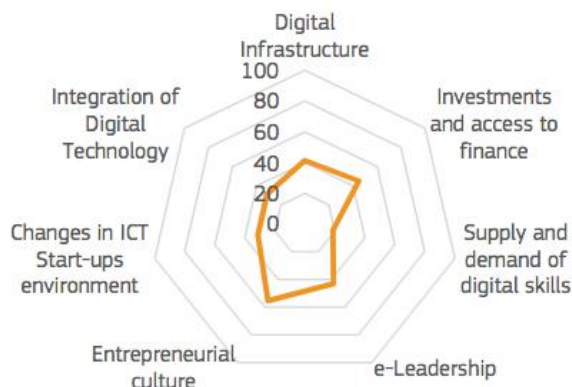 Digital
Infrastructure
100
80
60
40
20
0
Investments
and access to
finance
Supply and
demand of
digital skills
e-Leadership
Entrepreneurial
culture
Changes in ICT
Start-ups
environment
Integration of
Digital
Technology